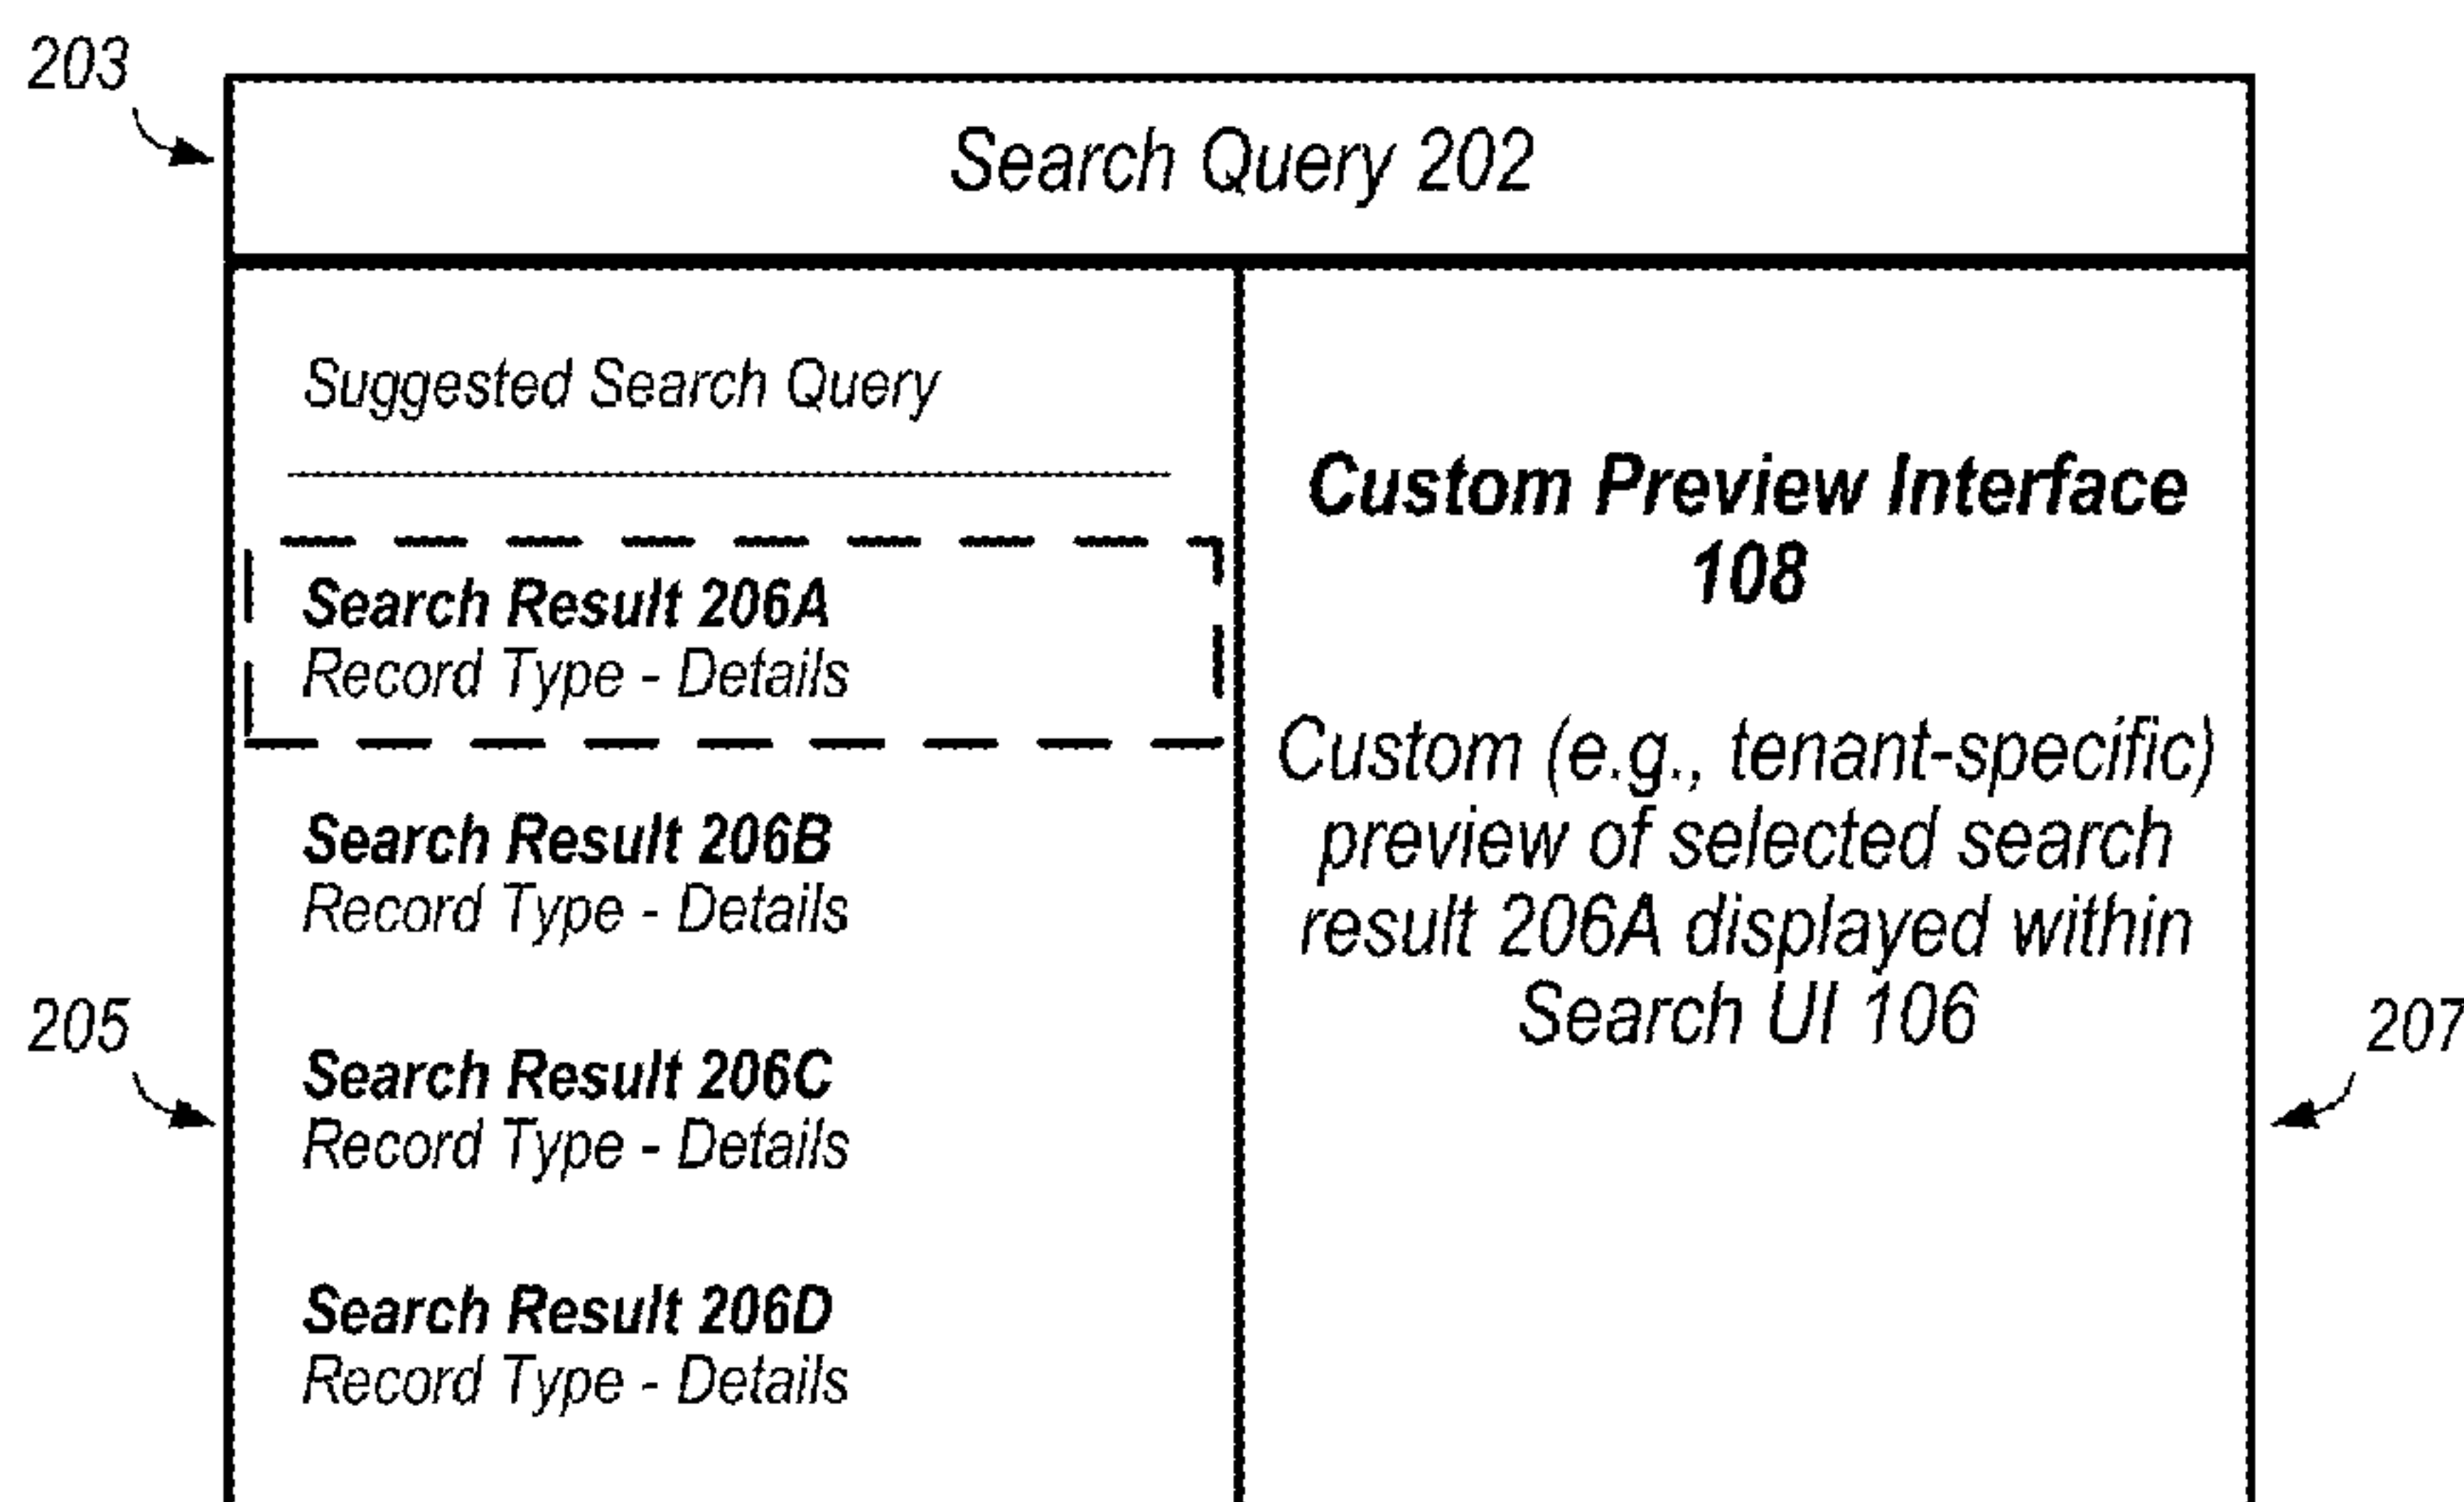 203
Search Query 202
Suggested Search Query
Search Result 206A
Record Type - Details
Search Result 206B
Record Type - Details
205
Search Result 206C
Record Type - Details
Search Result 206D
Record Type - Details
Custom Preview Interface
108
Custom (e.g., tenant-specific)
preview of selected search
result 206A displayed within
Search UI 106
207